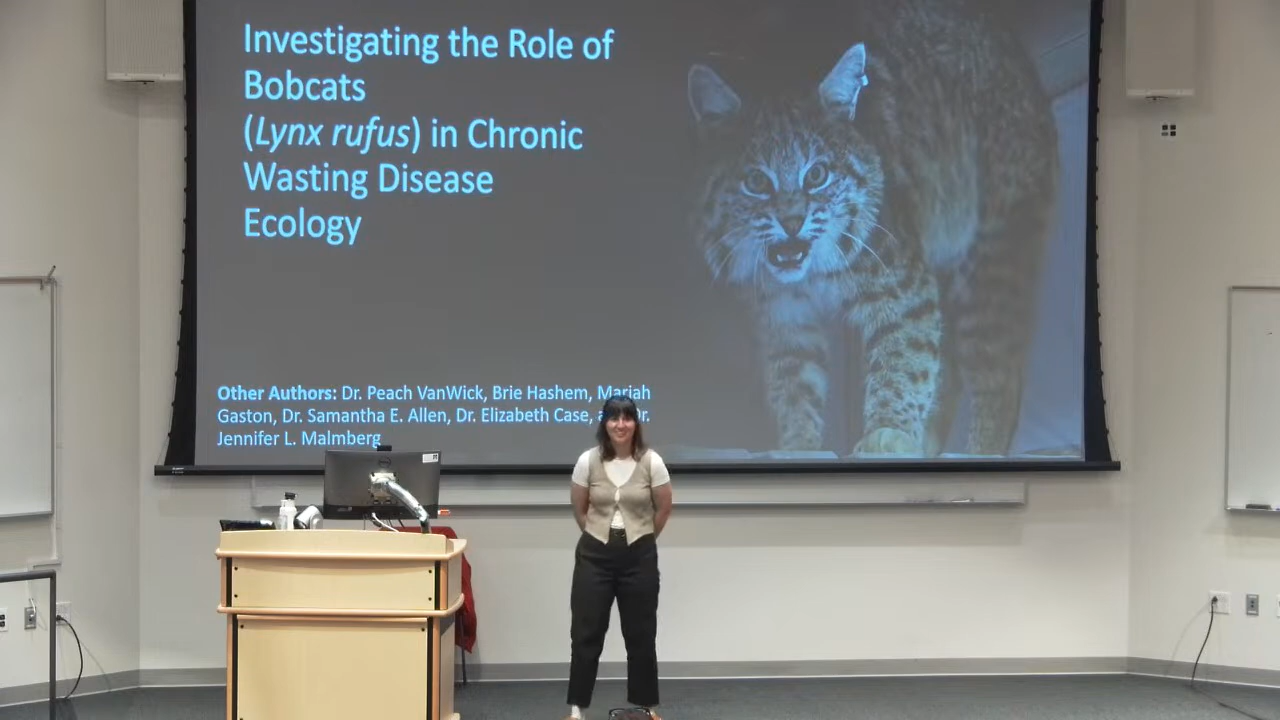 Investigating the Role of
Bobcats
(Lynx rufus) in Chronic
Wasting Disease
Ecology
Other Authors: Dr. Peach VanWick, Brie Hashem, Mariah
Gaston, Dr. Samantha E. Allen, Dr. Elizabeth Case, Dr.
Jennifer L. Malmberg